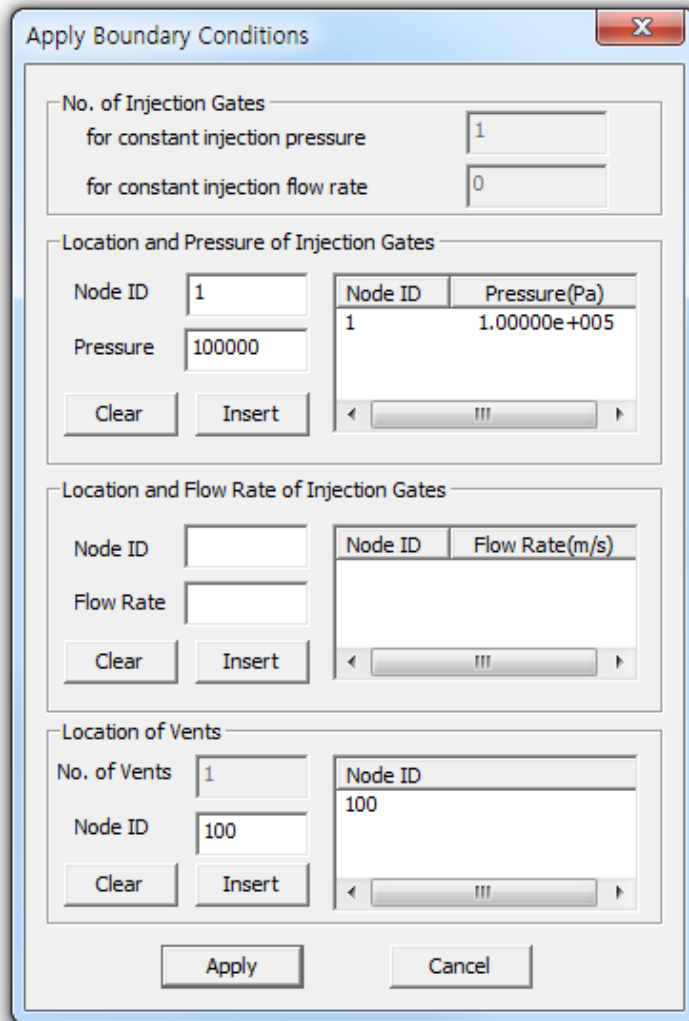 Apply Boundary Conditions
No. of Injection Gates
for constant injection pressure 1
for constant injection flow rate 0
Location and Pressure of Injection Gates
Node ID 1
Pressure 100000
Clear Insert
Node ID Pressure(Pa)
1 1.00000e+005
Location and Flow Rate of Injection Gates
Node ID
Flow Rate
Clear Insert
Node ID Flow Rate(m/s)
Location of Vents
No. of Vents 1
Node ID 100
Clear Insert
Node ID
100
Apply Cancel